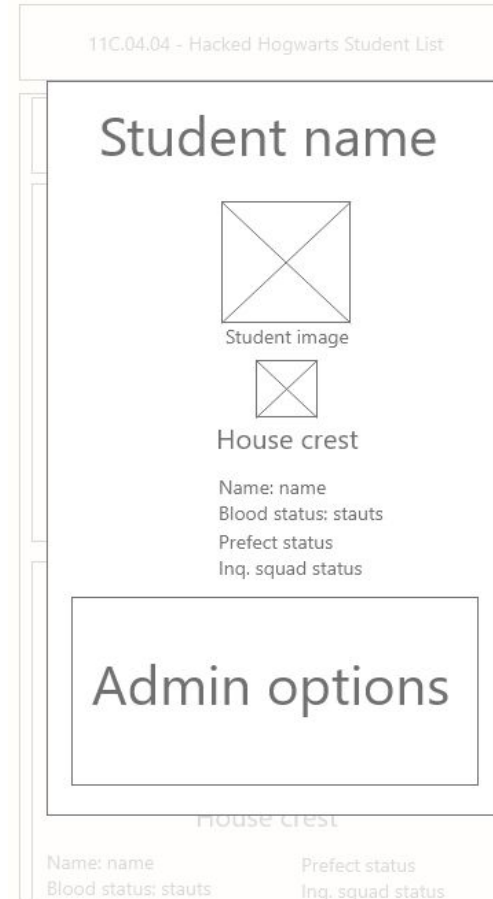 11C.04.04 - Hacked Hogwarts Student List
Student name
Student image
House crest
Name: name
Blood status: stauts
Prefect status
Inq. squad status
Admin options
House crest
Name: name
Prefect status
Blood status: stauts
Inq. squad status